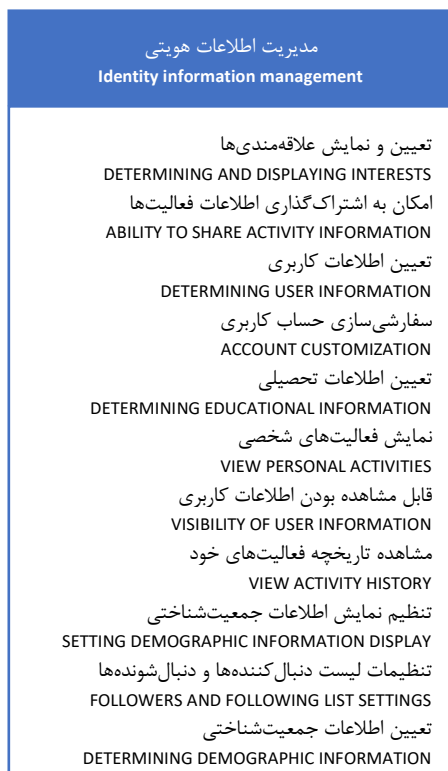 مدیریت اطلاعات هویتی
Identity information management
تعیین و نمایش علاقه‌مندی‌ها
DETERMINING AND DISPLAYING INTERESTS
امکان به اشتراک‌گذاری اطلاعات فعالیت‌ها
ABILITY TO SHARE ACTIVITY INFORMATION
تعیین اطلاعات کاربری
DETERMINING USER INFORMATION
سفارشی‌سازی حساب کاربری
ACCOUNT CUSTOMIZATION
تعیین اطلاعات تحصیلی
DETERMINING EDUCATIONAL INFORMATION
نمایش فعالیت‌های شخصی
VIEW PERSONAL ACTIVITIES
قابل مشاهده بودن اطلاعات کاربری
VISIBILITY OF USER INFORMATION
مشاهده تاریخچه فعالیت‌های خود
VIEW ACTIVITY HISTORY
تنظیم نمایش اطلاعات جمعیت‌شناختی
SETTING DEMOGRAPHIC INFORMATION DISPLAY
تنظیمات لیست دنبال‌کننده‌ها و دنبال‌شونده‌ها
FOLLOWERS AND FOLLOWING LIST SETTINGS
تعیین اطلاعات جمعیت‌شناختی
DETERMINING DEMOGRAPHIC INFORMATION